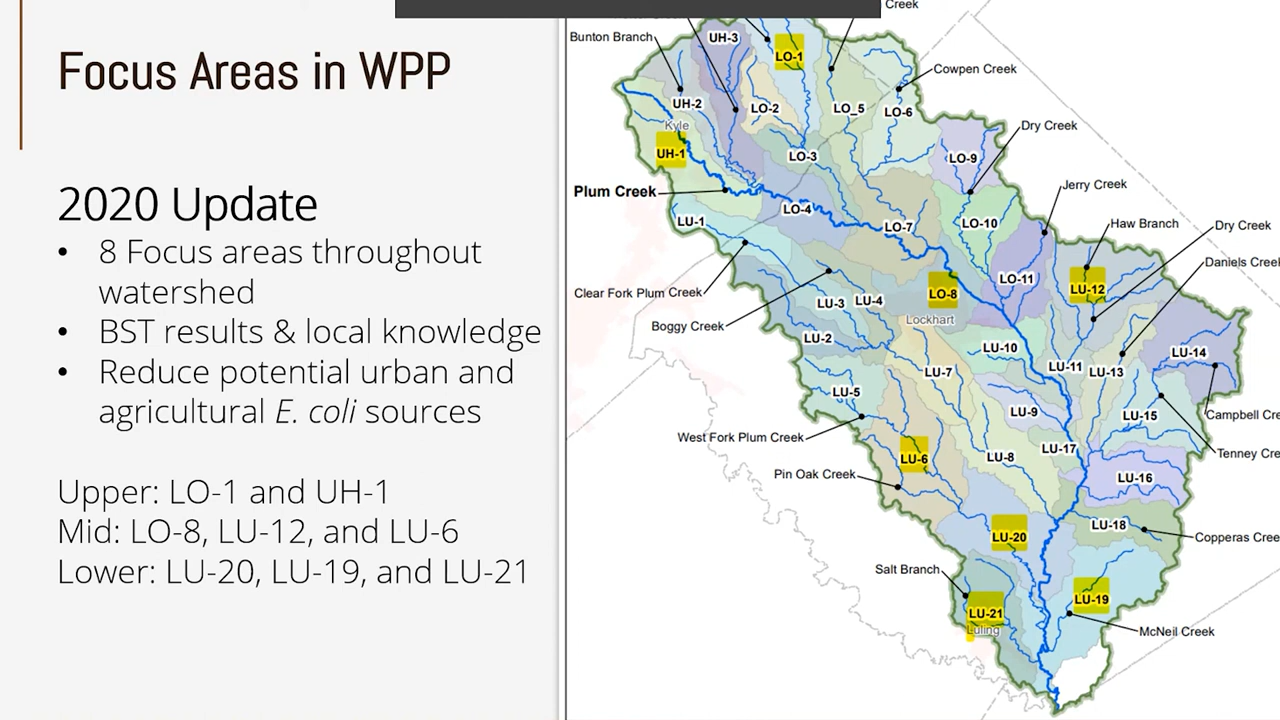 Focus Areas in WPP
2020 Update
• 8 Focus areas throughout
watershed
• BST results & local knowledge
• Reduce potential urban and
agricultural E. coli sources
Upper: LO-1 and UH-1
Mid: LO-8, LU-12, and LU-6
Lower: LU-20, LU-19, and LU-21
Creek
Bunton Branch
UH-3
LO-1
Cowpen Creek
UH-2
LO-2
LO_5
LO-6
Kyle
Dry Creek
UH-1
LO-3
LO-9
Plum Creek
Jerry Creek
LU-1
LO-4
LO-7
LO-10
Haw Branch
Dry Creek
Daniels Creek
Clear Fork Plum Creek
LO-8
LO-11
LU-12
LU-3
LU-4
Boggy Creek
Lockhart
LU-2
LU-10
LU-14
LU-7
LU-11
LU-13
LU-5
LU-9
LU-15
Campbell Cre
West Fork Plum Creek
LU-6
LU-8
LU-17
Tenney Cre
Pin Oak Creek
LU-16
LU-20
LU-18
Copperas Cree
Salt Branch
LU-19
LU-21
Luling
McNeil Creek